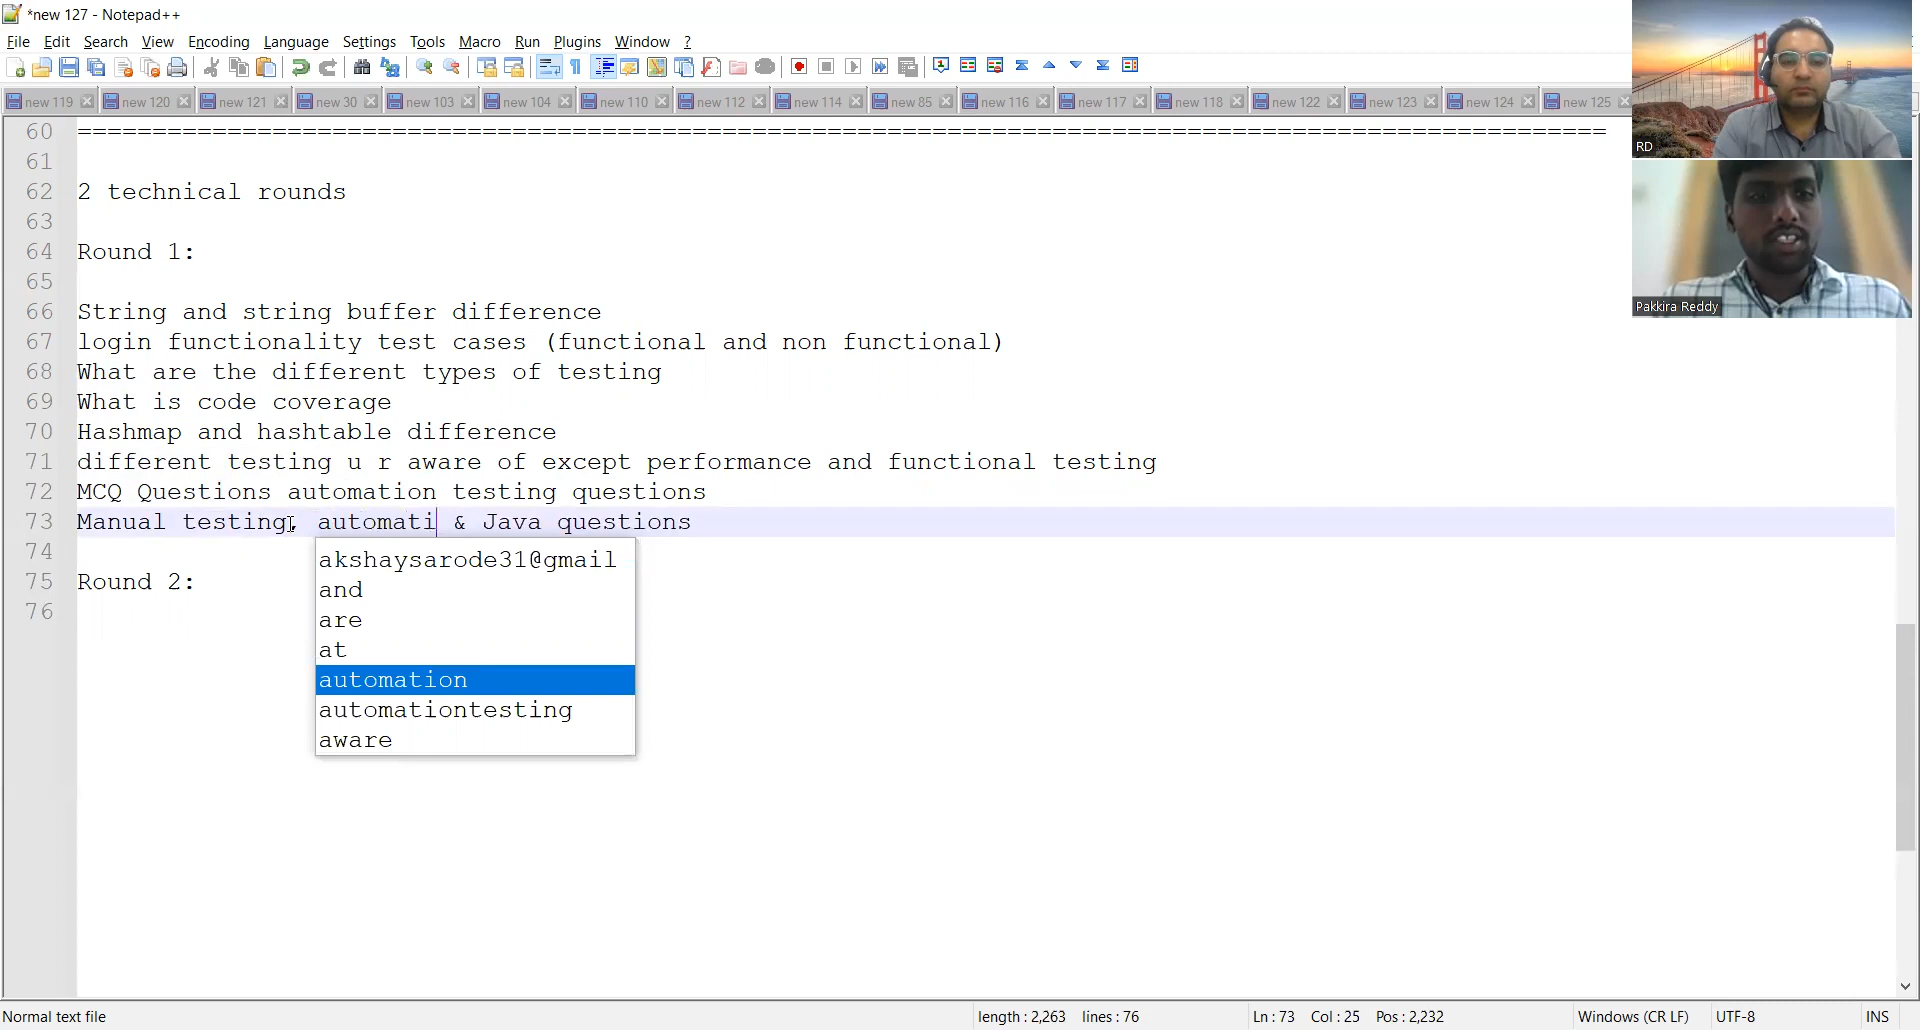 *new 127 - Notepad++
File Edit Search View Encoding Language Settings Tools Macro Run Plugins Window ?
new 119 new 120 new 121 new 30 new 103 new 104 new 110 new 112 new 114 new 85 new 116 new 117 new 118 new 122 new 123 new 124 new 125
RD
Pakkira Reddy
60 ======================================================================================================
61
62 2 technical rounds
63
64 Round 1:
65
66 String and string buffer difference
67 login functionality test cases (functional and non functional)
68 What are the different types of testing
69 What is code coverage
70 Hashmap and hashtable difference
71 different testing u r aware of except performance and functional testing
72 MCQ Questions automation testing questions
73 Manual testing, automati & Java questions
74
75 Round 2:
76
akshaysarode31@gmail
and
are
at
automation
automationtesting
aware
Normal text file length : 2,263 lines : 76 Ln : 73 Col : 25 Pos : 2,232 Windows (CR LF) UTF-8 INS